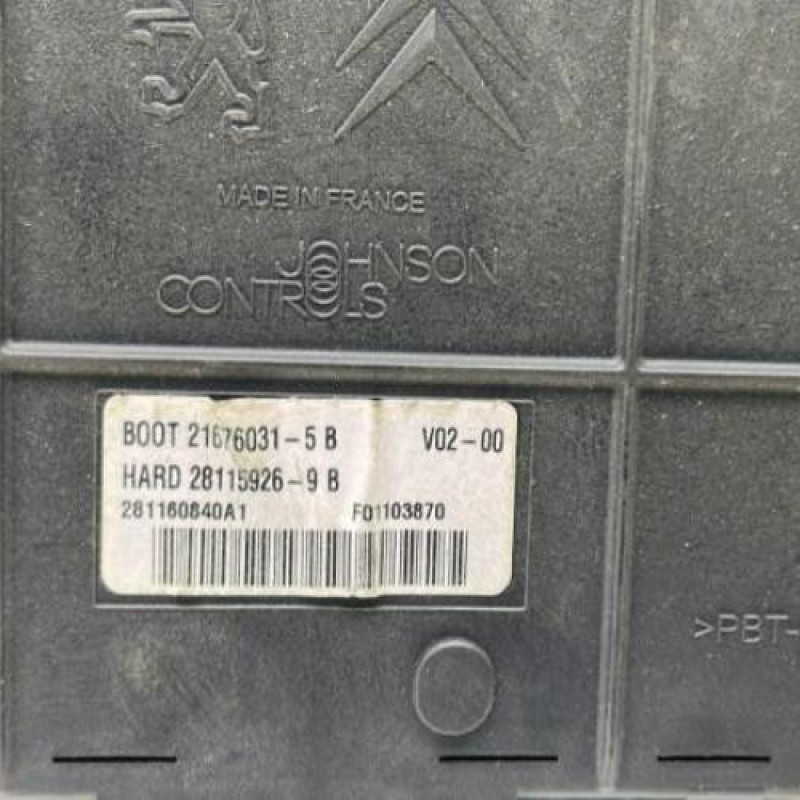 MADE IN FRANCE
JOHNSON
CONTROLS
BOOT 21676031-5 B V02-00
HARD 28115926-9 B
281160840A1 F01103870
>PBT-